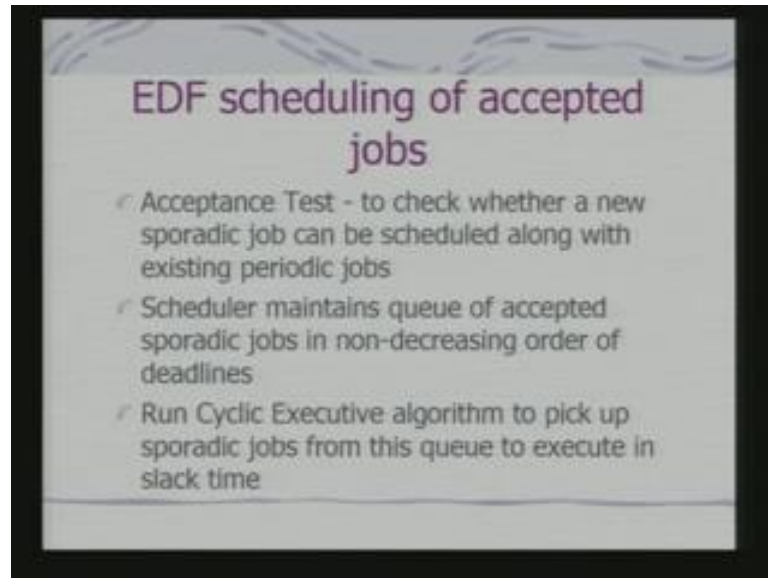 EDF scheduling of accepted
jobs
Acceptance Test - to check whether a new
sporadic job can be scheduled along with
existing periodic jobs
Scheduler maintains queue of accepted
sporadic jobs in non-decreasing order of
deadlines
Run Cyclic Executive algorithm to pick up
sporadic jobs from this queue to execute in
slack time